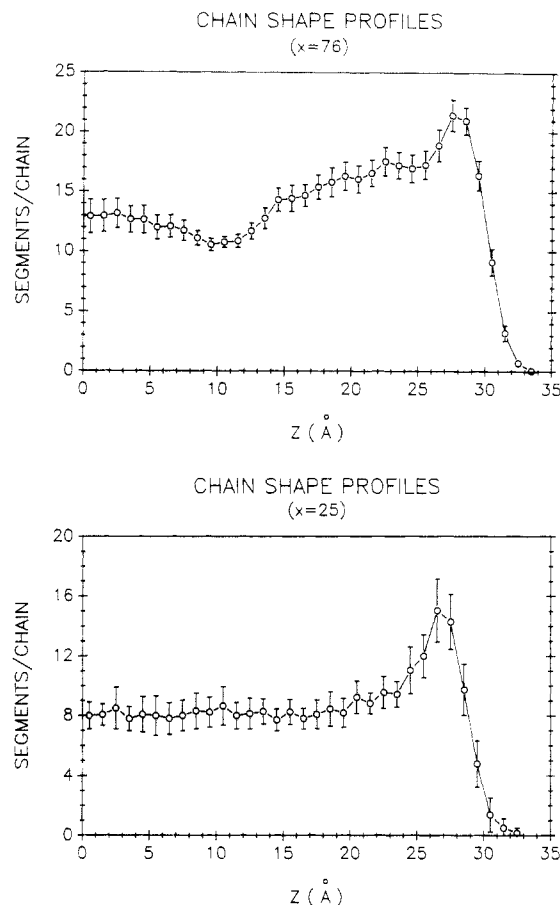 CHAIN SHAPE PROFILES
(x=76)
25
20
15
10
5
0
SEGMENTS/CHAIN
0 5 10 15 20 25 30 35
Z (Å)
CHAIN SHAPE PROFILES
(x=25)
20
16
12
8
4
0
SEGMENTS/CHAIN
0 5 10 15 20 25 30 35
Z (Å)